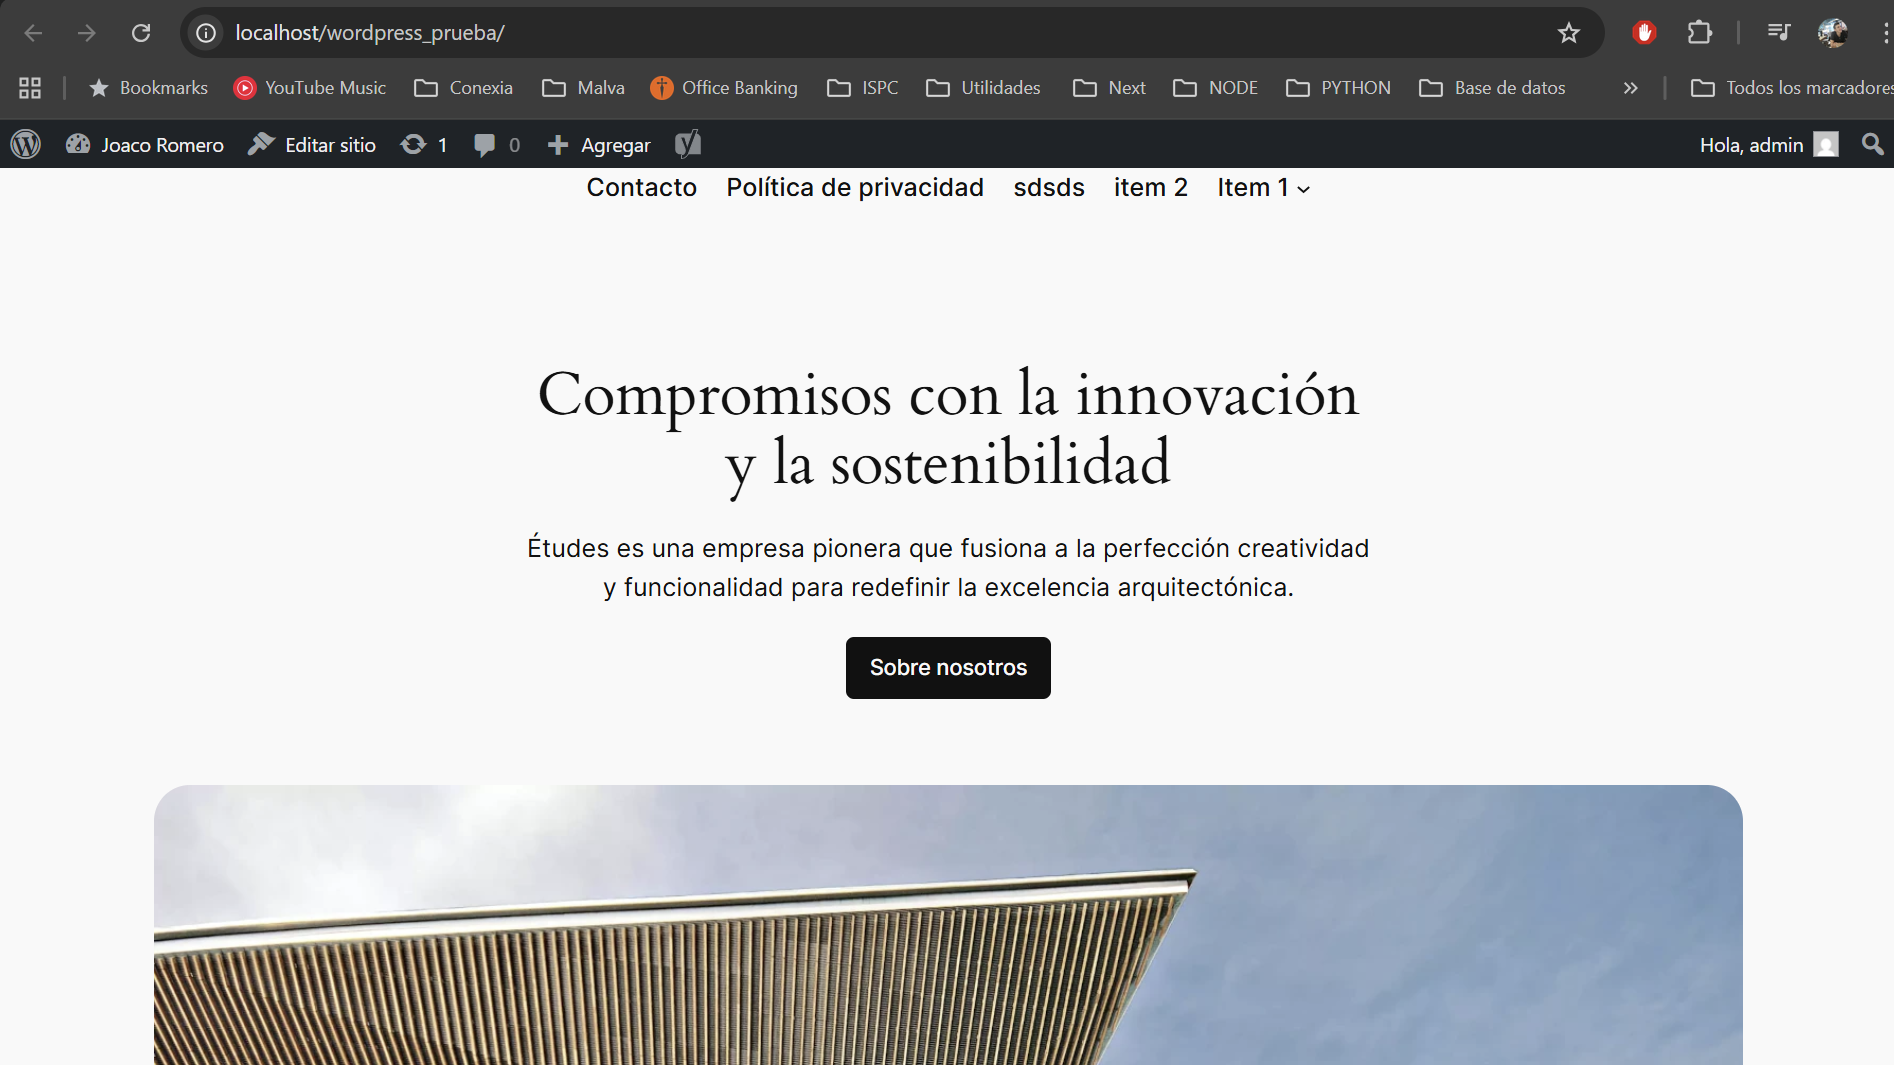 localhost/wordpress_prueba/
Bookmarks YouTube Music Conexia Malva Office Banking ISPC Utilidades Next NODE PYTHON Base de datos » Todos los marcadores
Joaco Romero Editar sitio 1 0 Agregar Hola, admin
Contacto Política de privacidad sdsds item 2 Item 1
Compromisos con la innovación
y la sostenibilidad
Études es una empresa pionera que fusiona a la perfección creatividad
y funcionalidad para redefinir la excelencia arquitectónica.
Sobre nosotros